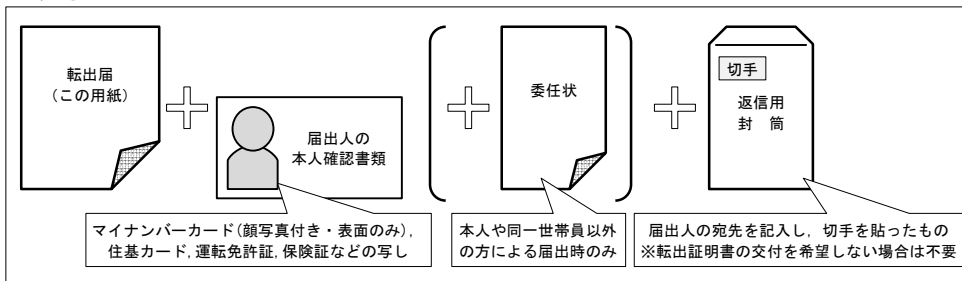 転出届
(この用紙)
届出人の
本人確認書類
委任状
切手
返信用
封　筒
マイナンバーカード(顔写真付き・表面のみ),
住基カード,運転免許証,保険証などの写し
本人や同一世帯員以外
の方による届出時のみ
届出人の宛先を記入し，切手を貼ったもの
※転出証明書の交付を希望しない場合は不要